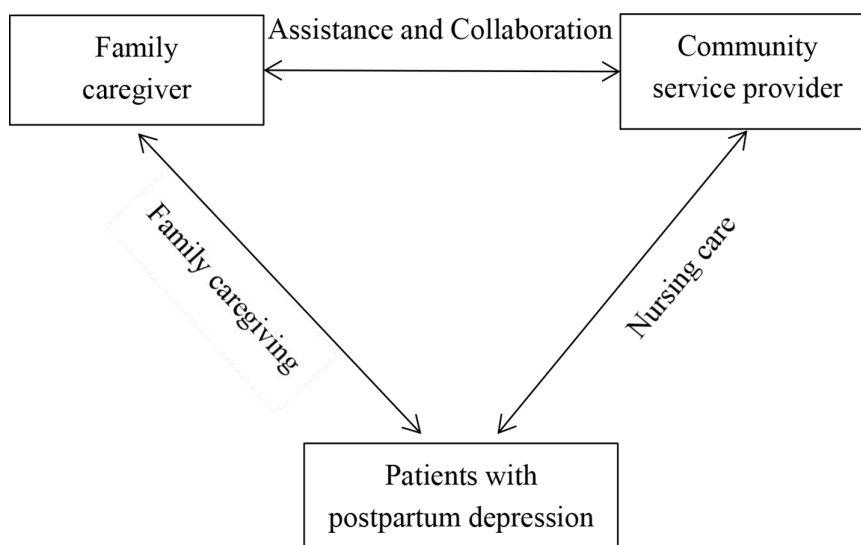 Family
caregiver
Assistance and Collaboration
Community
service provider
Family caregiving
Nursing care
Patients with
postpartum depression